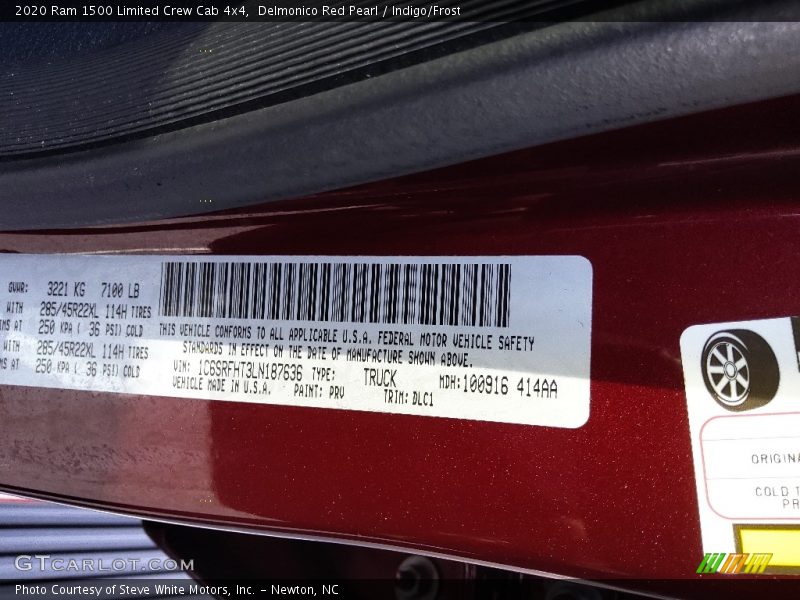 2020 Ram 1500 Limited Crew Cab 4x4, Delmonico Red Pearl / Indigo/Frost
GVWR: 3221 KG 7100 LB
WITH 285/45R22XL 114H TIRES
MS AT 250 KPA ( 36 PSI) COLD
WITH 285/45R22XL 114H TIRES
MS AT 250 KPA ( 36 PSI) COLD
THIS VEHICLE CONFORMS TO ALL APPLICABLE U.S.A. FEDERAL MOTOR VEHICLE SAFETY
STANDARDS IN EFFECT ON THE DATE OF MANUFACTURE SHOWN ABOVE.
VIN: 1C6SRFHT3LN187636 TYPE: TRUCK MDH:100916 414AA
VEHICLE MADE IN U.S.A. PAINT: PRV TRIM:DLC1
ORIGINA
COLD T
PR
GTCARLOT.COM
Photo Courtesy of Steve White Motors, Inc. – Newton, NC